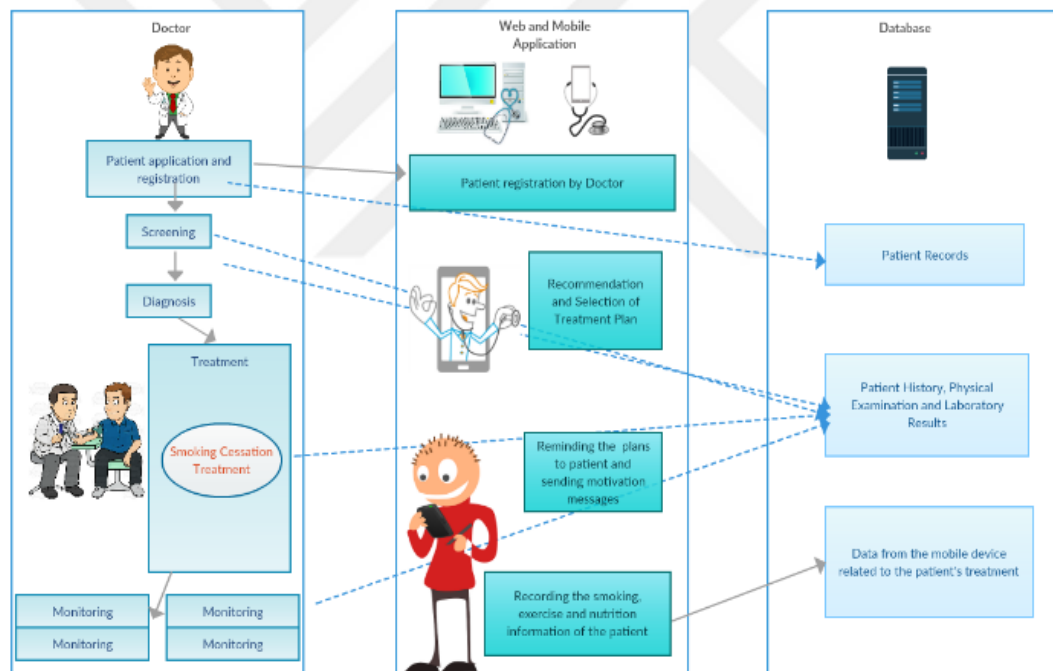 Doctor
Patient application and
registration
Screening
Diagnosis
Treatment
Smoking Cessation
Treatment
Monitoring
Monitoring
Monitoring
Monitoring
Web and Mobile
Application
Patient registration by Doctor
Recommendation
and Selection of
Treatment Plan
Reminding the plans
to patient and
sending motivation
messages
Recording the smoking,
exercise and nutrition
information of the patient
Database
Patient Records
Patient History, Physical
Examination and Laboratory
Results
Data from the mobile device
related to the patient's treatment